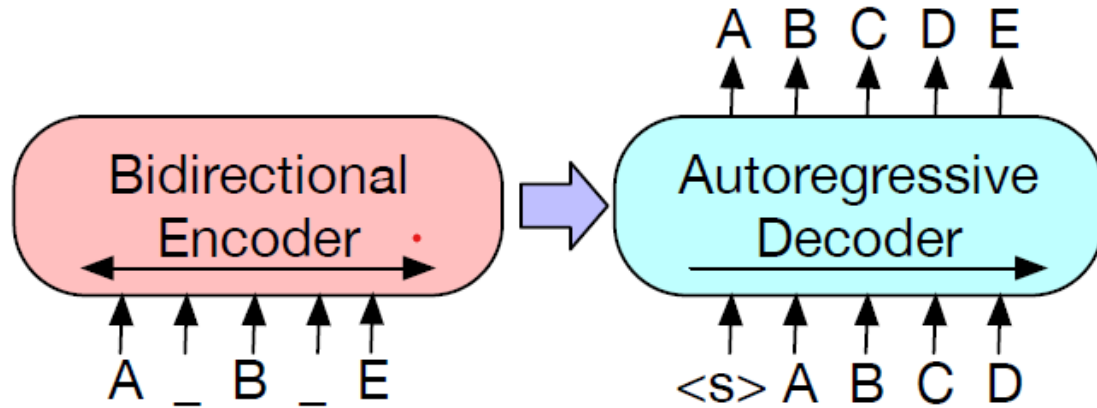 A B C D E
Bidirectional
Encoder
Autoregressive
Decoder
A _ B _ E
<s> A B C D